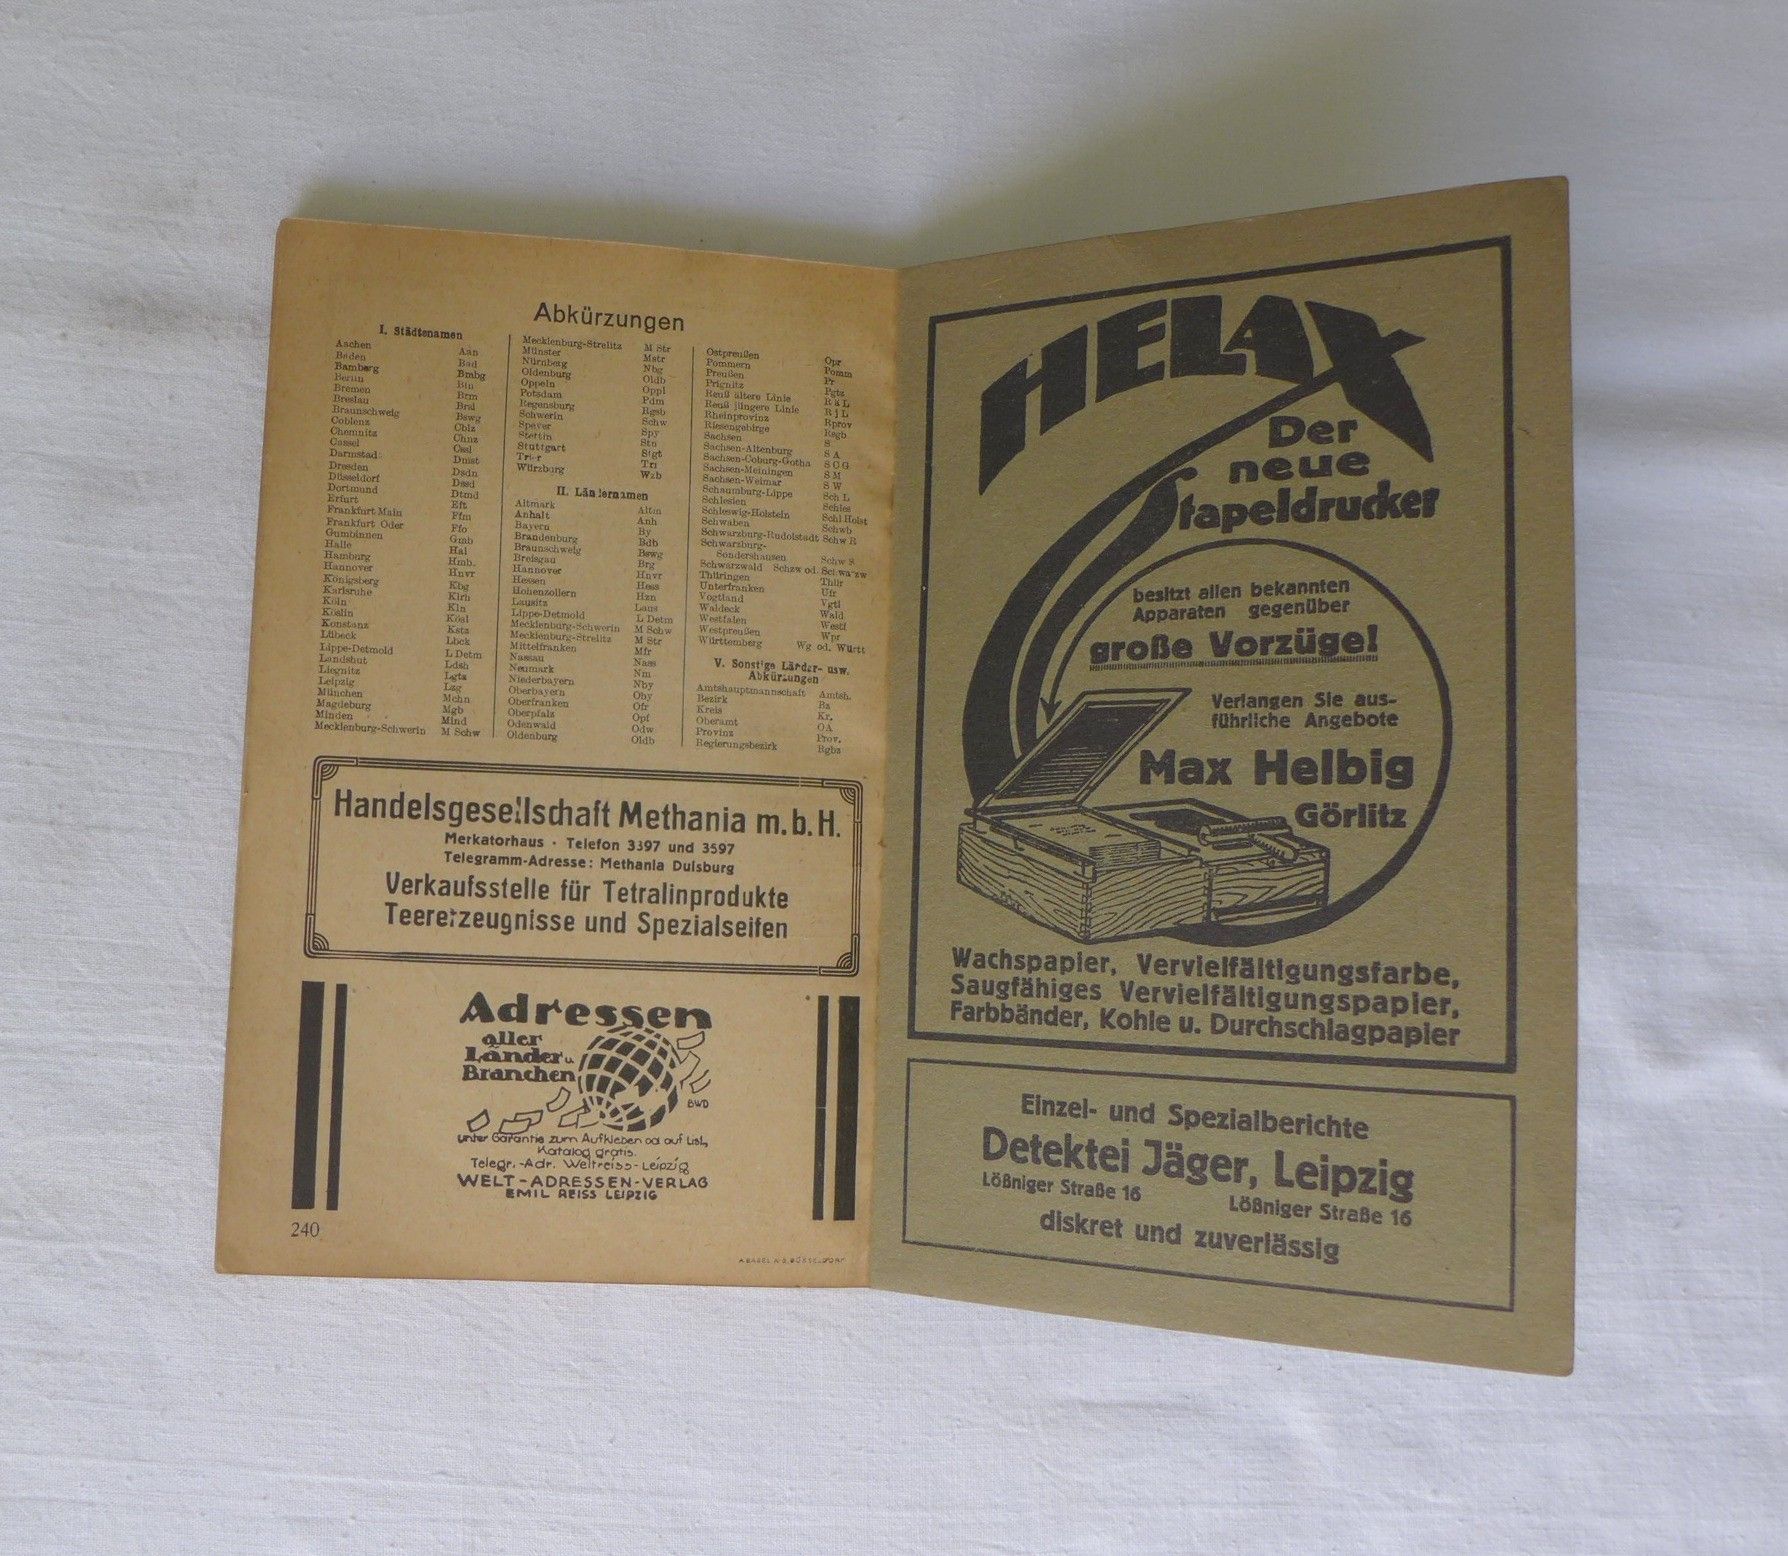 Abkürzungen
I. Städtenamen
Aachen Aan
Baden Bad
Bamberg Bmbg
Berlin Bln
Bremen Brm
Breslau Brsl
Braunschweig Bswg
Coblenz Cblz
Chemnitz Chnz
Cassel Cssl
Darmstad Dmst
Dresden Dsdn
Düsseldorf Dssd
Dortmund Dtmd
Erfurt Eft
Frankfurt Main Ffm
Frankfurt Oder Ffo
Gumbinnen Gmb
Halle Hal
Hamburg Hmb.
Hannover Hnvr
Königsberg Kbg
Karlsruhe Klrh
Köln Kln
Köslin Kösl
Konstanz Kstz
Lübeck Lbck
Lippe-Detmold L Detm
Landshut Ldsh
Liegnitz Lgtz
Leipzig Lzg
München Mchn
Magdeburg Mgb
Minden Mind
Mecklenburg-Schwerin M Schw
Mecklenburg-Strelitz M Str
Münster Mstr
Nürnberg Nbg
Oldenburg Oldb
Oppeln Oppl
Potsdam Pdm
Regensburg Rgsb
Schwerin Schw
Speyer Spy
Stettin Stn
Stuttgart Stgt
Trier Tri
Würzburg Wzb
II. Ländernamen
Altmark Altm
Anhalt Anh
Bayern By
Brandenburg Bdb
Braunschweig Bswg
Breisgau Brg
Hannover Hnvr
Hessen Hess
Hohenzollern Hzn
Lausitz Laus
Lippe-Detmold L Detm
Mecklenburg-Schwerin M Schw
Mecklenburg-Strelitz M Str
Mittelfranken Mfr
Nassau Nass
Neumark Nm
Niederbayern Nby
Oberbayern Oby
Oberfranken Ofr
Oberpfalz Opf
Odenwald Odw
Oldenburg Oldb
Ostpreußen Opr
Pommern Pomm
Preußen Pr
Prignitz Pgtz
Reuß ältere Linie R ä L
Reuß jüngere Linie R j L
Rheinprovinz Rprov
Riesengebirge Rsgb
Sachsen S
Sachsen-Altenburg S A
Sachsen-Coburg-Gotha S C G
Sachsen-Meiningen S M
Sachsen-Weimar S W
Schaumburg-Lippe Sch L
Schlesien Schles
Schleswig-Holstein Schl Holst
Schwaben Schwb
Schwarzburg-Rudolstadt Schw R
Schwarzburg-
Sondershausen Schw S
Schwarzwald Schzw od. Schwarzw
Thüringen Thür
Unterfranken Ufr
Vogtland Vgtl
Waldeck Wald
Westfalen Westf
Westpreußen Wpr
Württemberg Wg od. Württ
V. Sonstige Länder- usw.
Abkürzungen
Amtshauptmannschaft Amtsh.
Bezirk Bz
Kreis Kr.
Oberamt OA
Provinz Prov.
Regierungsbezirk Rgbz
Handelsgesellschaft Methania m.b.H.
Merkatorhaus · Telefon 3397 und 3597
Telegramm-Adresse: Methania Duisburg
Verkaufsstelle für Tetralinprodukte
Teererzeugnisse und Spezialseifen
Adressen
aller
Länder u.
Branchen
BWD
unter Garantie zum Aufkleben od auf List,
Katalog gratis.
Telegr.-Adr. Weltreiss-Leipzig
WELT-ADRESSEN-VERLAG
EMIL REISS LEIPZIG
240
A BAGEL A.G. DÜSSELDORF
HELAX
Der
neue
Stapeldrucker
besitzt allen bekannten
Apparaten gegenüber
große Vorzüge!
Verlangen Sie aus-
führliche Angebote
Max Helbig
Görlitz
Wachspapier, Vervielfältigungsfarbe,
Saugfähiges Vervielfältigungspapier,
Farbbänder, Kohle u. Durchschlagpapier
Einzel- und Spezialberichte
Detektei Jäger, Leipzig
Lößniger Straße 16 Lößniger Straße 16
diskret und zuverlässig